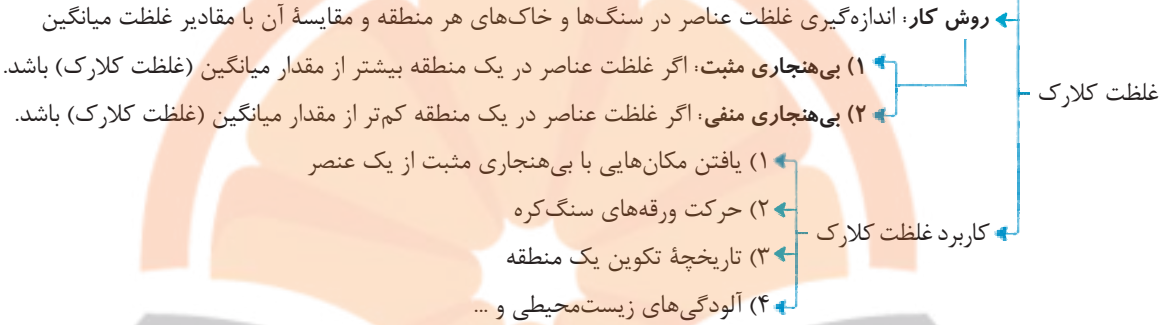 روش کار: اندازه‌گیری غلظت عناصر در سنگ‌ها و خاک‌های هر منطقه و مقایسهٔ آن با مقادیر غلظت میانگین
۱) بی‌هنجاری مثبت: اگر غلظت عناصر در یک منطقه بیشتر از مقدار میانگین (غلظت کلارک) باشد.
غلظت کلارک
۲) بی‌هنجاری منفی: اگر غلظت عناصر در یک منطقه کم‌تر از مقدار میانگین (غلظت کلارک) باشد.
۱) یافتن مکان‌هایی با بی‌هنجاری مثبت از یک عنصر
۲) حرکت ورقه‌های سنگ‌کره
کاربرد غلظت کلارک
۳) تاریخچهٔ تکوین یک منطقه
۴) آلودگی‌های زیست‌محیطی و ...